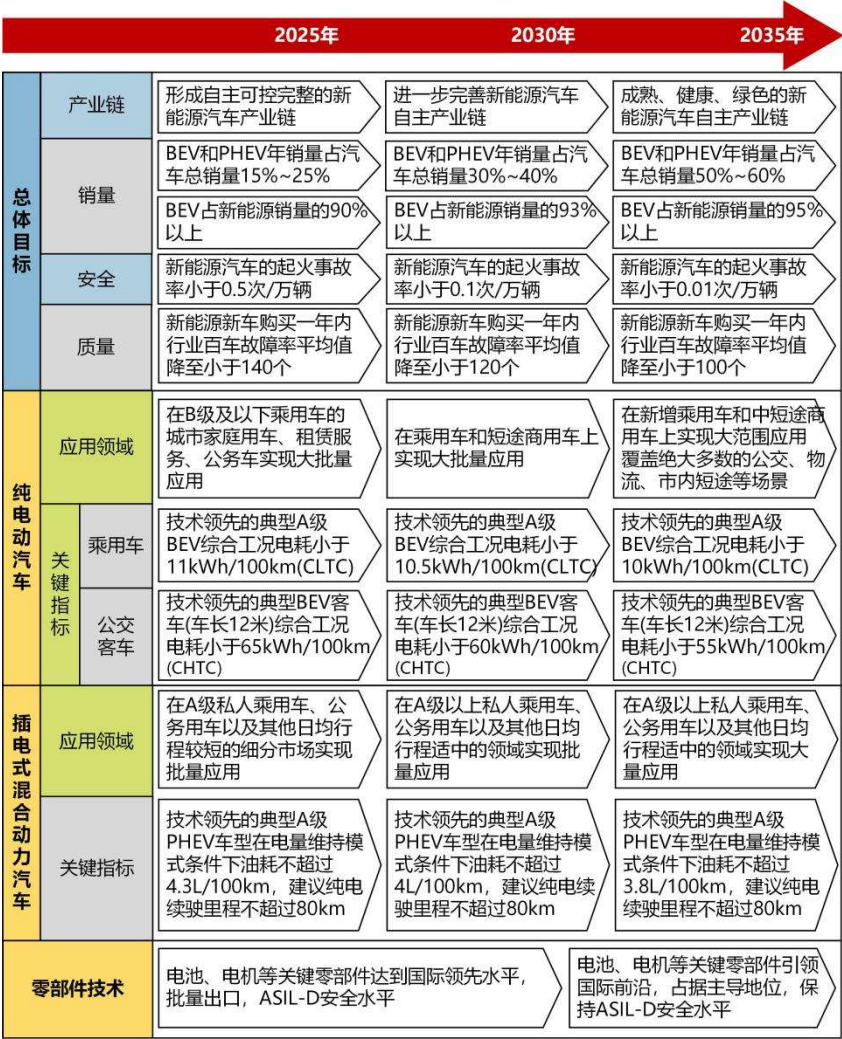 2025年 2030年 2035年
总体目标
产业链
形成自主可控完整的新
能源汽车产业链
进一步完善新能源汽车
自主产业链
成熟、健康、绿色的新
能源汽车自主产业链
销量
BEV和PHEV年销量占汽
车总销量15%~25%
BEV和PHEV年销量占汽
车总销量30%~40%
BEV和PHEV年销量占汽
车总销量50%~60%
BEV占新能源销量的90%
以上
BEV占新能源销量的93%
以上
BEV占新能源销量的95%
以上
安全
新能源汽车的起火事故
率小于0.5次/万辆
新能源汽车的起火事故
率小于0.1次/万辆
新能源汽车的起火事故
率小于0.01次/万辆
质量
新能源新车购买一年内
行业百车故障率平均值
降至小于140个
新能源新车购买一年内
行业百车故障率平均值
降至小于120个
新能源新车购买一年内
行业百车故障率平均值
降至小于100个
纯电动汽车
应用领域
在B级及以下乘用车的
城市家庭用车、租赁服
务、公务车实现大批量
应用
在乘用车和短途商用车上
实现大批量应用
在新增乘用车和中短途商
用车上实现大范围应用
覆盖绝大多数的公交、物
流、市内短途等场景
关键指标
乘用车
技术领先的典型A级
BEV综合工况电耗小于
11kWh/100km(CLTC)
技术领先的典型A级
BEV综合工况电耗小于
10.5kWh/100km(CLTC)
技术领先的典型A级
BEV综合工况电耗小于
10kWh/100km(CLTC)
公交
客车
技术领先的典型BEV客
车(车长12米)综合工况
电耗小于65kWh/100km
(CHTC)
技术领先的典型BEV客
车(车长12米)综合工况
电耗小于60kWh/100km
(CHTC)
技术领先的典型BEV客
车(车长12米)综合工况
电耗小于55kWh/100km
(CHTC)
插电式混合动力汽车
应用领域
在A级私人乘用车、公
务用车以及其他日均行
程较短的细分市场实现
批量应用
在A级以上私人乘用车、
公务用车以及其他日均
行程适中的领域实现批
量应用
在A级以上私人乘用车、
公务用车以及其他日均
行程适中的领域实现大
量应用
关键指标
技术领先的典型A级
PHEV车型在电量维持模
式条件下油耗不超过
4.3L/100km，建议纯电
续驶里程不超过80km
技术领先的典型A级
PHEV车型在电量维持模
式条件下油耗不超过
4L/100km，建议纯电续
驶里程不超过80km
技术领先的典型A级
PHEV车型在电量维持模
式条件下油耗不超过
3.8L/100km，建议纯电
续驶里程不超过80km
零部件技术
电池、电机等关键零部件达到国际领先水平，
批量出口，ASIL-D安全水平
电池、电机等关键零部件引领
国际前沿，占据主导地位，保
持ASIL-D安全水平